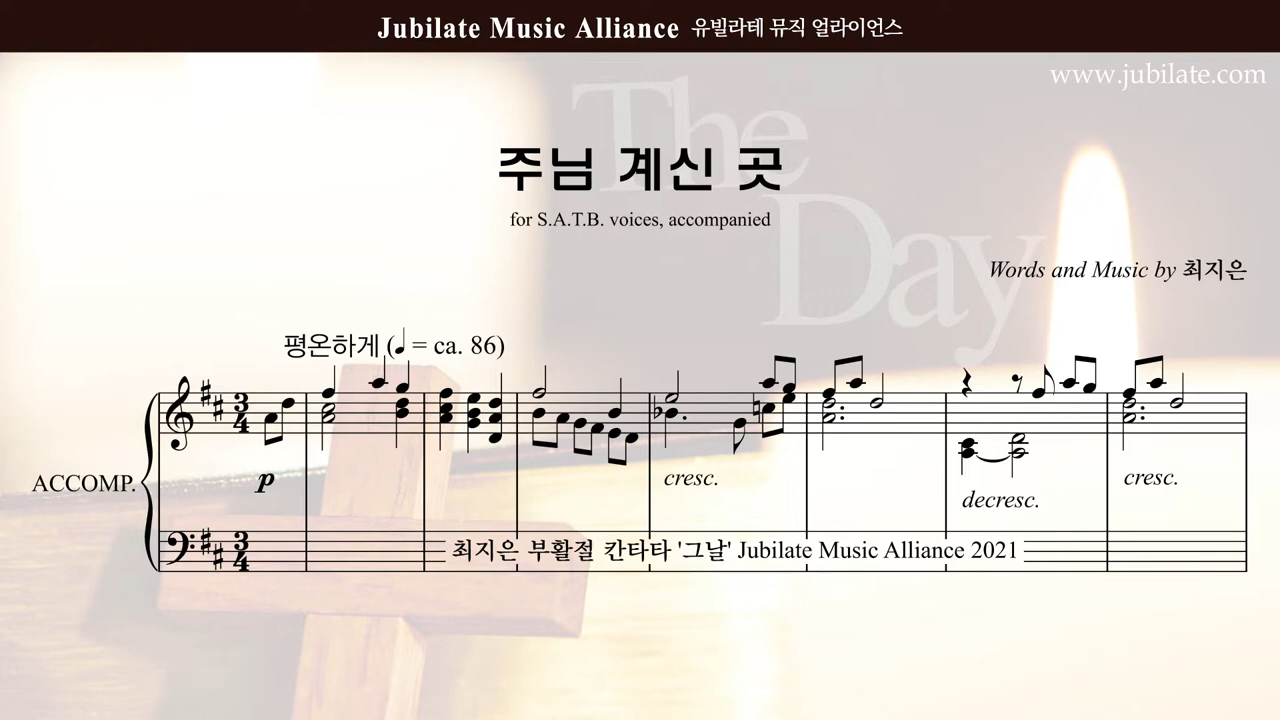 Jubilate Music Alliance 유빌라테 뮤직 얼라이언스
www.jubilate.com
The
Day
주님 계신 곳
for S.A.T.B. voices, accompanied
Words and Music by 최지은
평온하게 (♩ = ca. 86)
3
4
ACCOMP.
p
cresc.
decresc.
cresc.
3
4
최지은 부활절 칸타타 '그날' Jubilate Music Alliance 2021